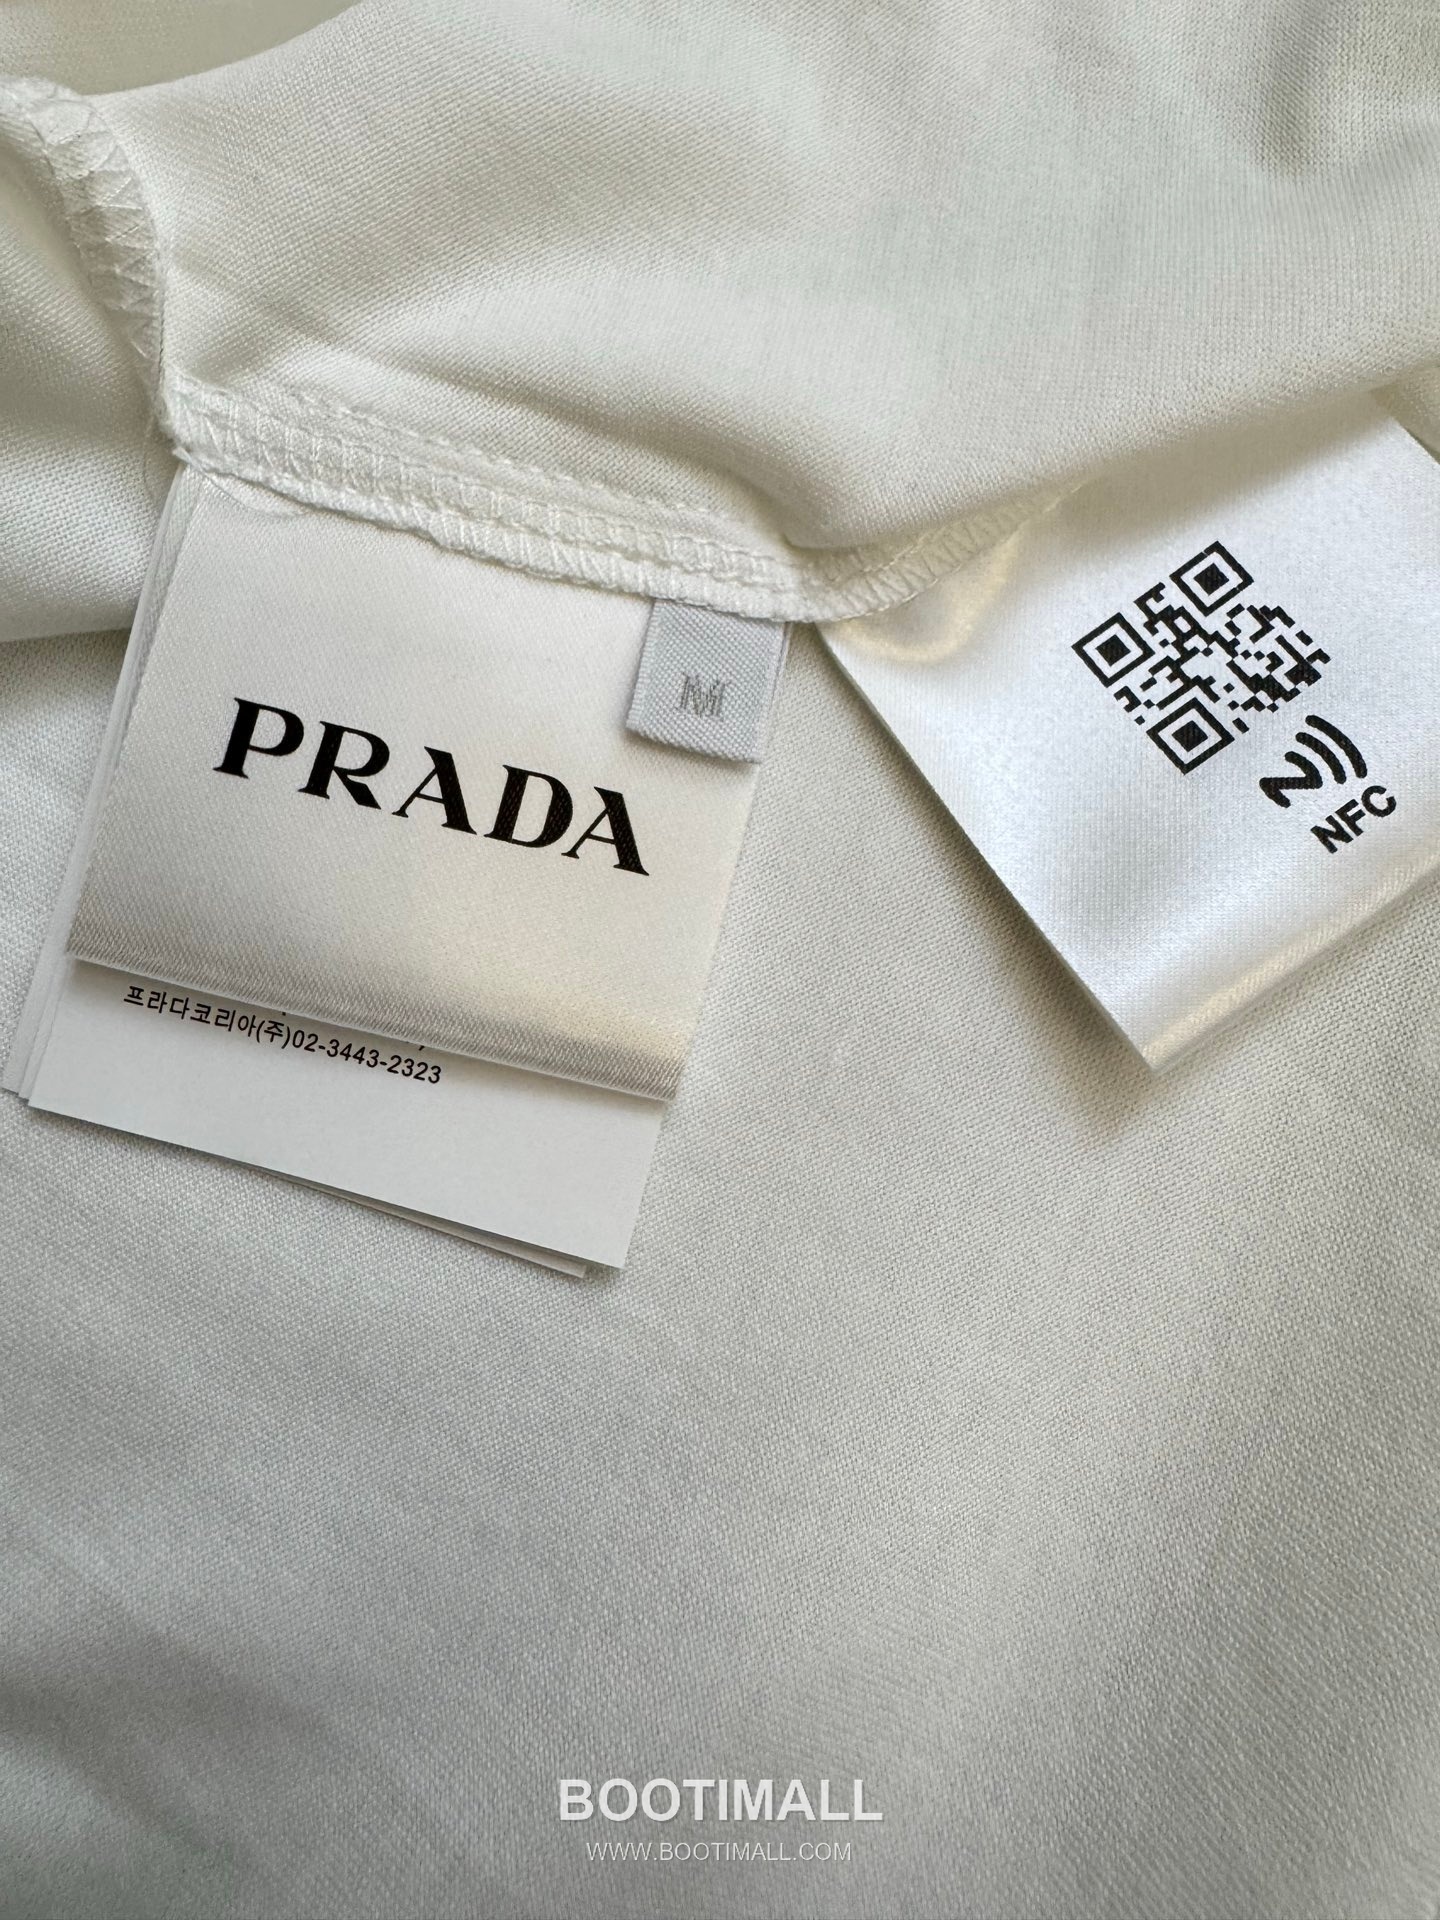 M
PRADA
NFC
프라다코리아(주)02-3443-2323
BOOTIMALL
WWW.BOOTIMALL.COM